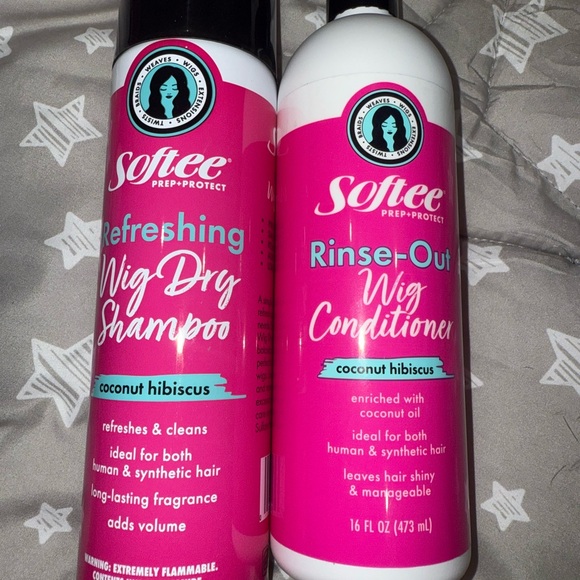 BRAIDS • WEAVES • WIGS • EXTENSIONS • TWISTS
Softee®
PREP+PROTECT
Refreshing
Wig Dry
Shampoo
coconut hibiscus
refreshes & cleans
ideal for both
human & synthetic hair
long-lasting fragrance
adds volume
WARNING: EXTREMELY FLAMMABLE.
CONTENTS
BRAIDS • WEAVES • WIGS • EXTENSIONS • TWISTS
Softee®
PREP+PROTECT
Rinse-Out
Wig
Conditioner
coconut hibiscus
enriched with
coconut oil
ideal for both
human & synthetic hair
leaves hair shiny
& manageable
16 FL OZ (473 mL)